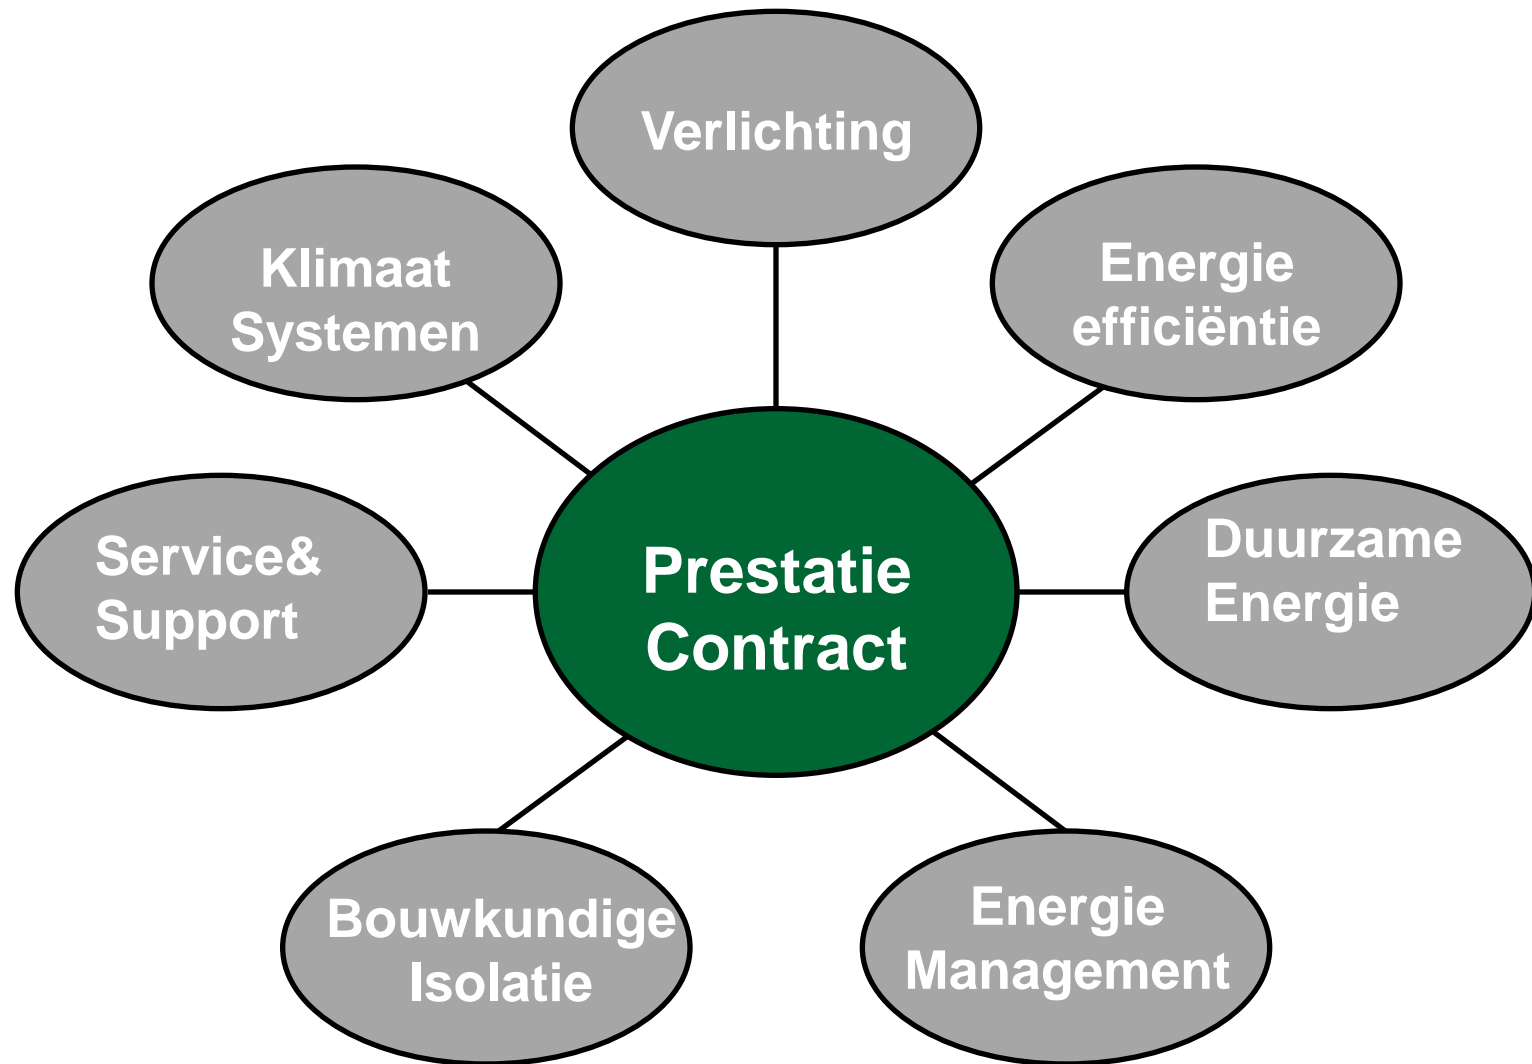 Verlichting
Klimaat
Systemen
Energie
efficiëntie
Service&
Support
Prestatie
Contract
Duurzame
Energie
Bouwkundige
Isolatie
Energie
Management